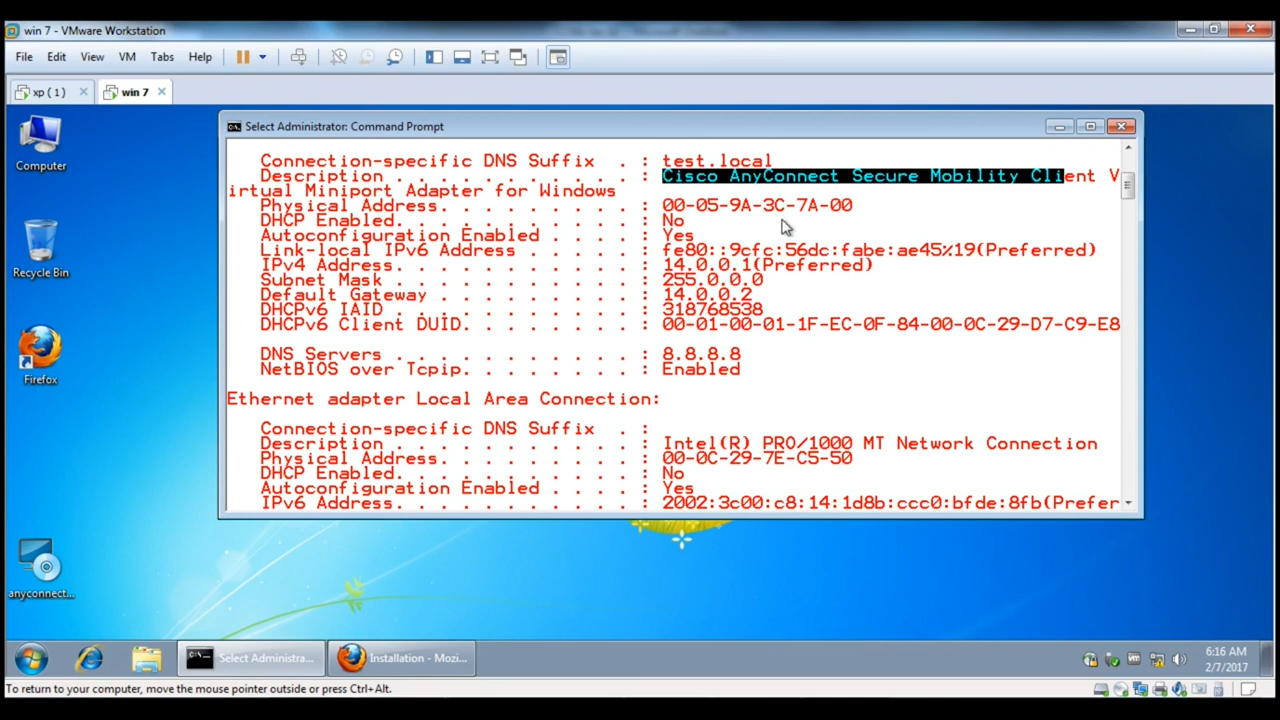 win 7 - VMware Workstation
File Edit View VM Tabs Help
xp ( 1 ) win 7
Computer
Recycle Bin
Firefox
anyconnect...
Select Administrator: Command Prompt
Connection-specific DNS Suffix . : test.local
Description . . . . . . . . . . . : Cisco AnyConnect Secure Mobility Client V
irtual Miniport Adapter for Windows
Physical Address. . . . . . . . . : 00-05-9A-3C-7A-00
DHCP Enabled. . . . . . . . . . . : No
Autoconfiguration Enabled . . . . : Yes
Link-local IPv6 Address . . . . . : fe80::9cfc:56dc:fabe:ae45%19(Preferred)
IPv4 Address. . . . . . . . . . . : 14.0.0.1(Preferred)
Subnet Mask . . . . . . . . . . . : 255.0.0.0
Default Gateway . . . . . . . . . : 14.0.0.2
DHCPv6 IAID . . . . . . . . . . . : 318768538
DHCPv6 Client DUID. . . . . . . . : 00-01-00-01-1F-EC-0F-84-00-0C-29-D7-C9-E8
DNS Servers . . . . . . . . . . . : 8.8.8.8
NetBIOS over Tcpip. . . . . . . . : Enabled
Ethernet adapter Local Area Connection:
Connection-specific DNS Suffix . :
Description . . . . . . . . . . . : Intel(R) PRO/1000 MT Network Connection
Physical Address. . . . . . . . . : 00-0C-29-7E-C5-50
DHCP Enabled. . . . . . . . . . . : No
Autoconfiguration Enabled . . . . : Yes
IPv6 Address. . . . . . . . . . . : 2002:3c00:c8:14:1d8b:ccc0:bfde:8fb(Prefer
Select Administra... Installation - Mozi...
6:16 AM
2/7/2017
To return to your computer, move the mouse pointer outside or press Ctrl+Alt.